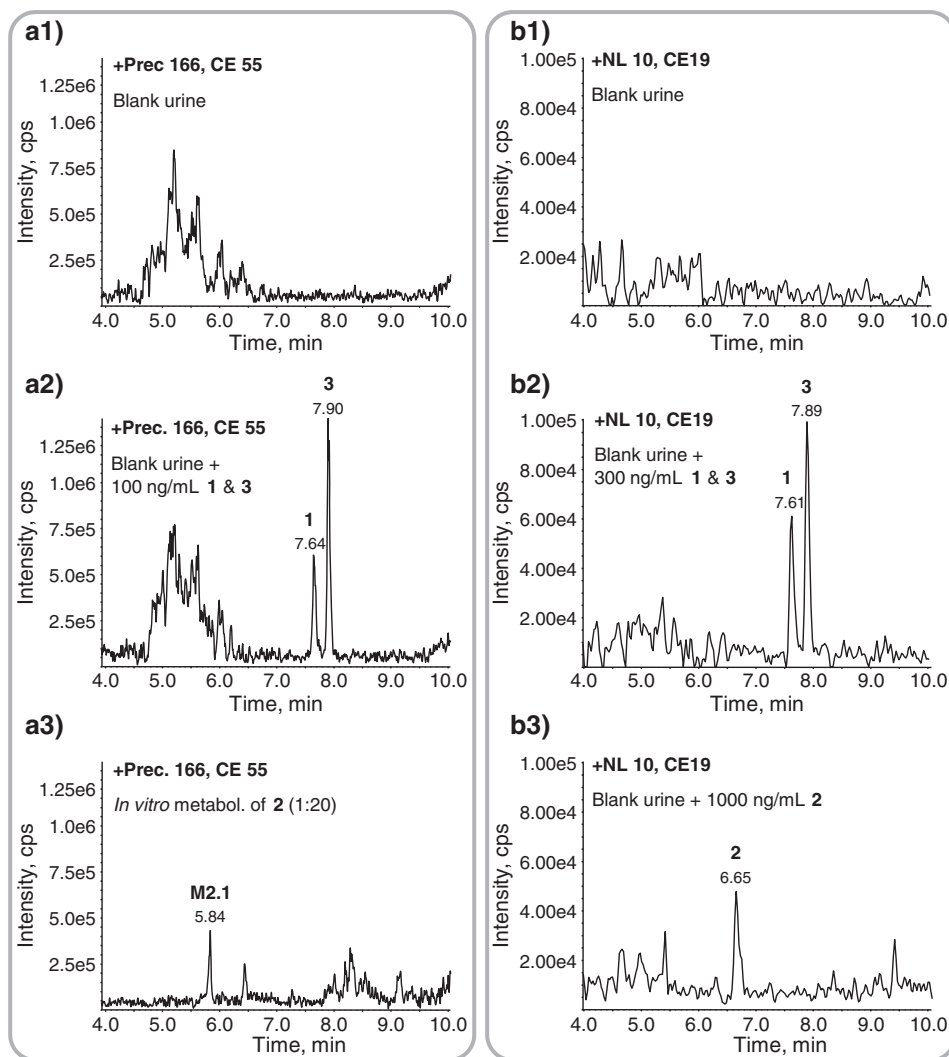 a1)
+Prec 166, CE 55
Blank urine
Intensity, cps
1.25e6
1.0e6
7.5e5
5.0e5
2.5e5
4.0 5.0 6.0 7.0 8.0 9.0 10.0
Time, min
a2)
+Prec. 166, CE 55
Blank urine +
100 ng/mL 1 & 3
3
7.90
1
7.64
Intensity, cps
1.25e6
1.0e6
7.5e5
5.0e5
2.5e5
4.0 5.0 6.0 7.0 8.0 9.0 10.0
Time, min
a3)
+Prec. 166, CE 55
In vitro metabol. of 2 (1:20)
M2.1
5.84
Intensity, cps
1.25e6
1.0e6
7.5e5
5.0e5
2.5e5
4.0 5.0 6.0 7.0 8.0 9.0 10.0
Time, min
b1)
+NL 10, CE19
Blank urine
Intensity, cps
1.00e5
8.00e4
6.00e4
4.00e4
2.00e4
4.0 5.0 6.0 7.0 8.0 9.0 10.0
Time, min
b2)
+NL 10, CE19
Blank urine +
300 ng/mL 1 & 3
3
7.89
1
7.61
Intensity, cps
1.00e5
8.00e4
6.00e4
4.00e4
2.00e4
4.0 5.0 6.0 7.0 8.0 9.0 10.0
Time, min
b3)
+NL 10, CE19
Blank urine + 1000 ng/mL 2
2
6.65
Intensity, cps
1.00e5
8.00e4
6.00e4
4.00e4
2.00e4
4.0 5.0 6.0 7.0 8.0 9.0 10.0
Time, min